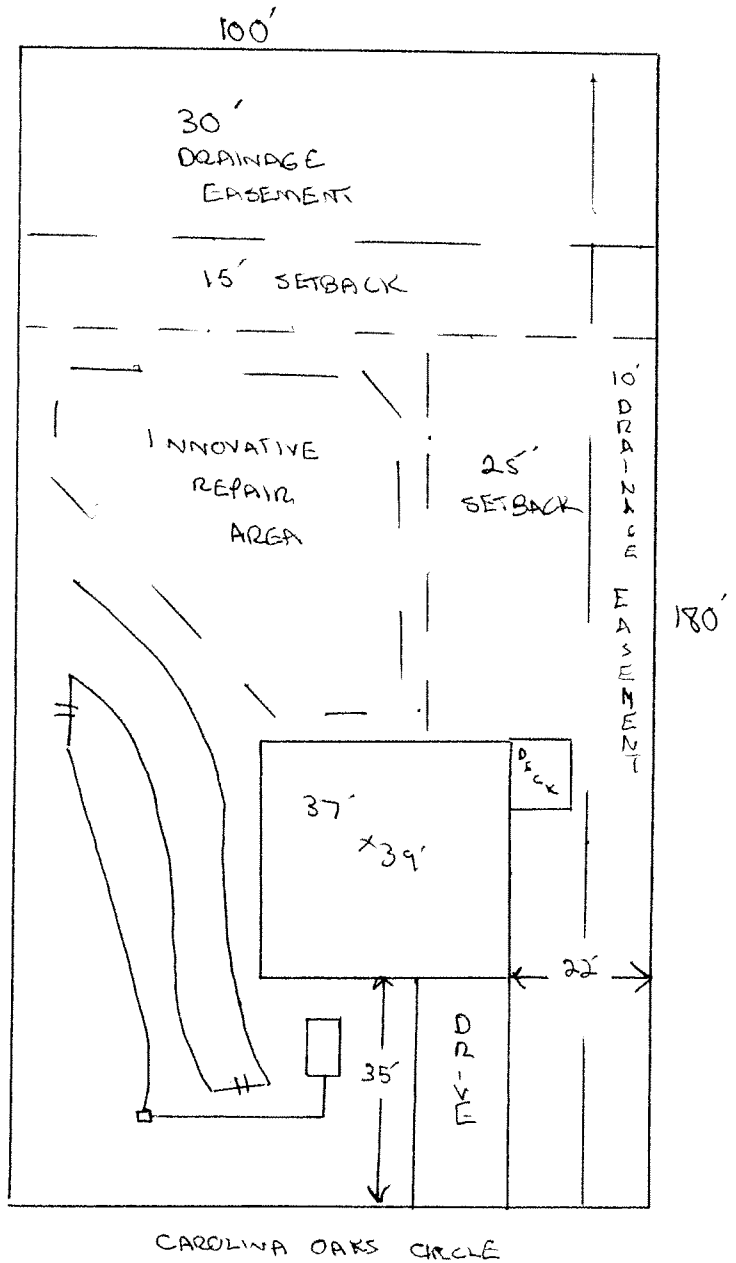 100'
30'
DRAINAGE
EASEMENT
15' SETBACK
INNOVATIVE
REPAIR
AREA
25'
SETBACK
10' DRAINAGE EASEMENT
180'
DECK
37'
x39'
22'
35'
DRIVE
CAROLINA OAKS CIRCLE